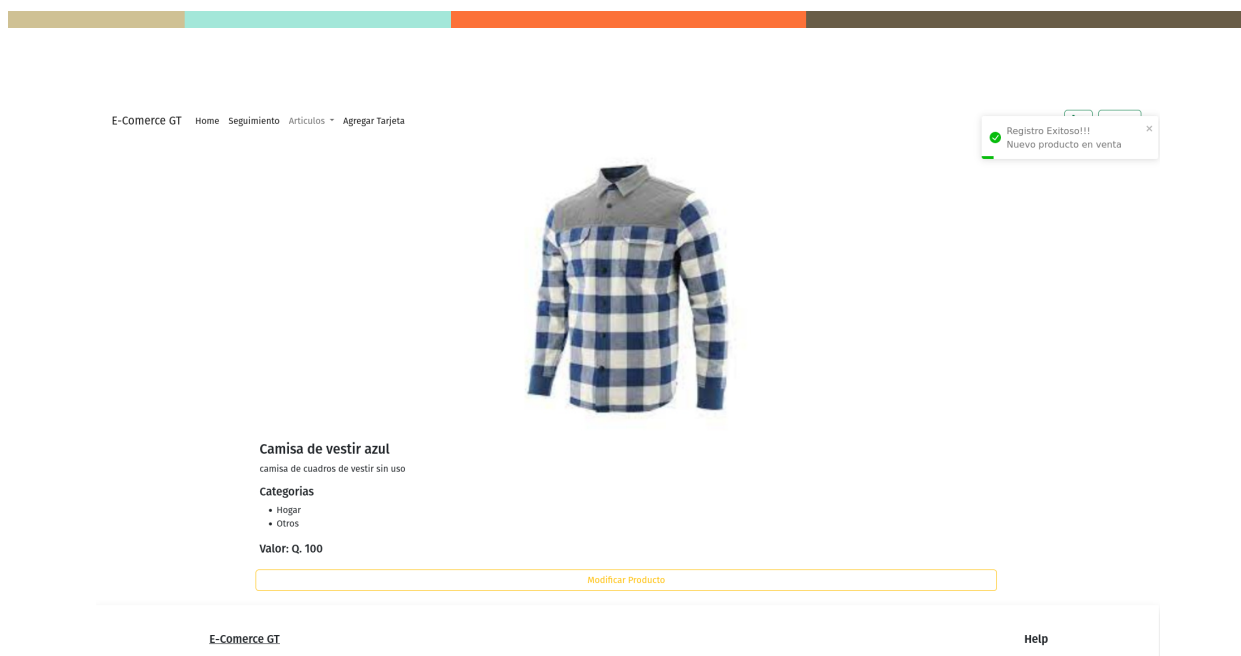 E-Comerce GT Home Seguimiento Articulos Agregar Tarjeta
Registro Exitoso!!!
Nuevo producto en venta
Camisa de vestir azul
camisa de cuadros de vestir sin uso
Categorias
Hogar
Otros
Valor: Q. 100
Modificar Producto
E-Comerce GT Help